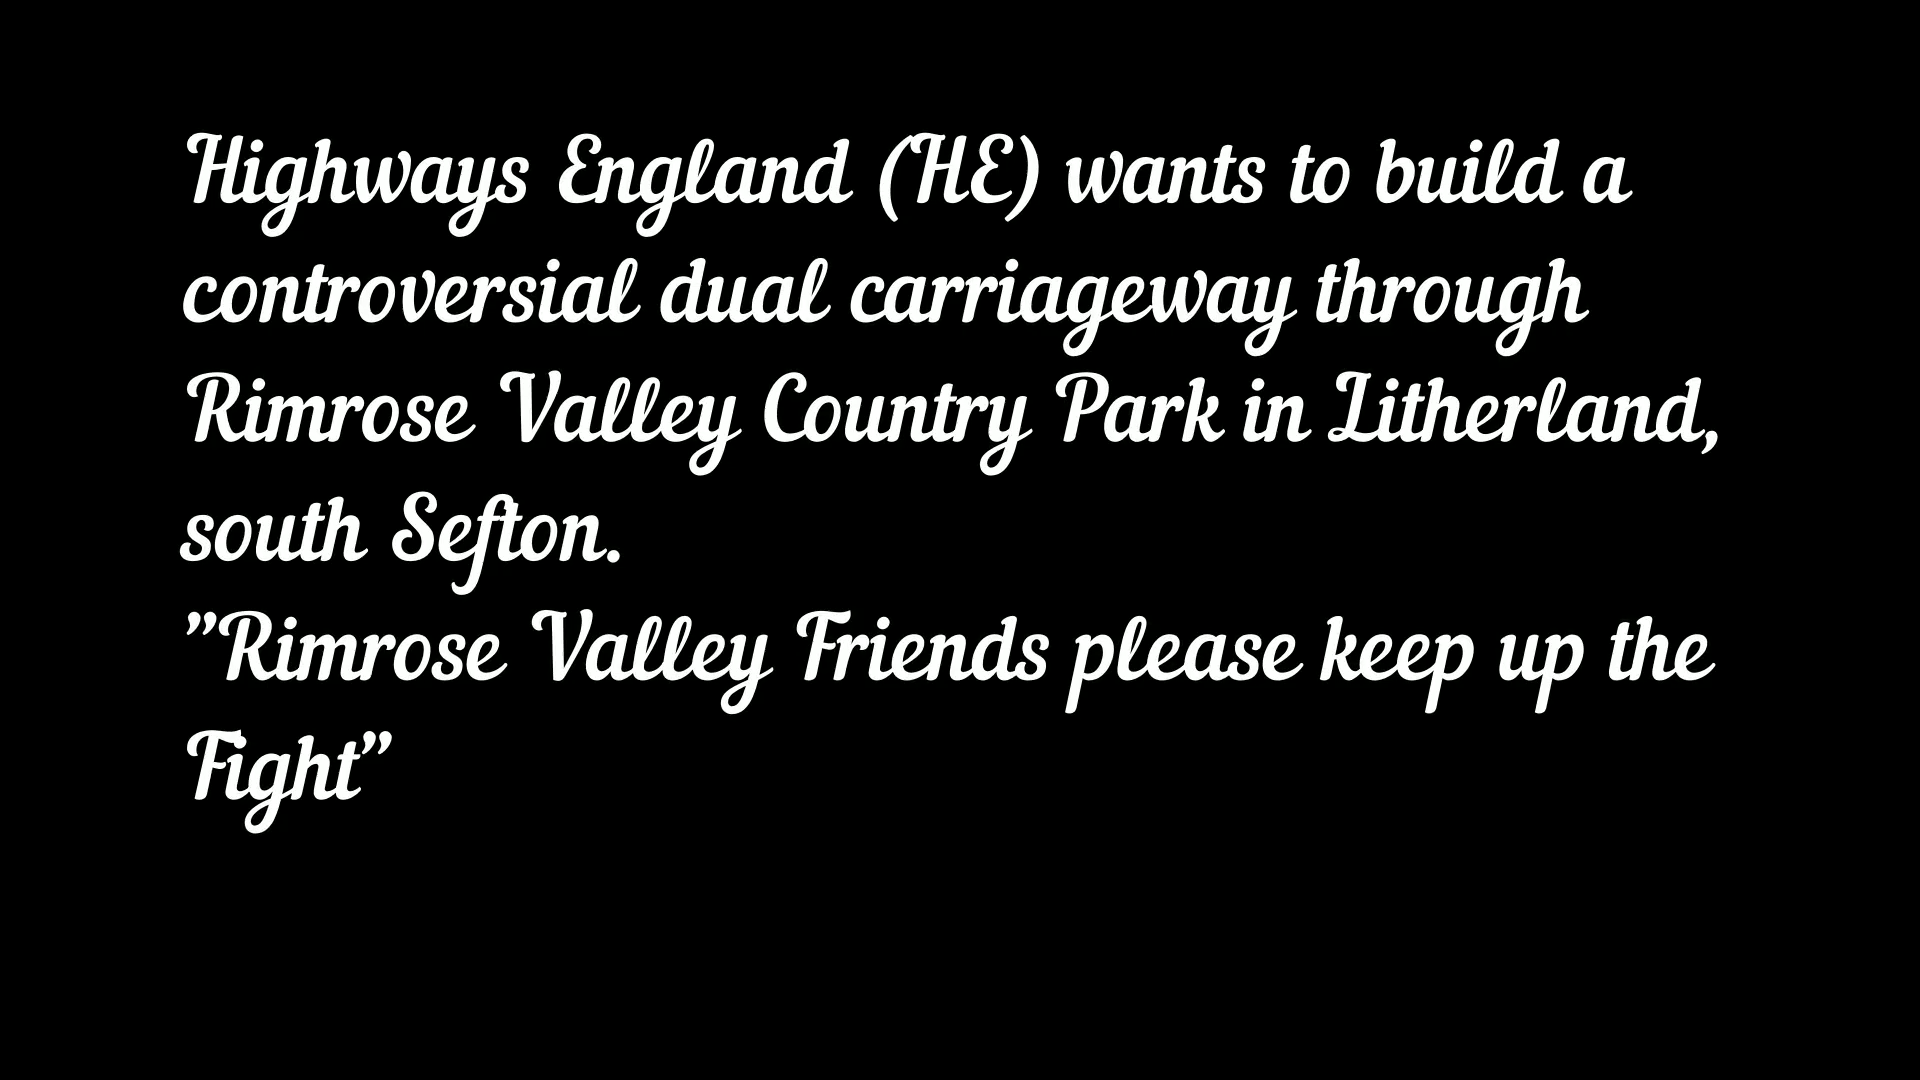 Highways England (HE) wants to build a
controversial dual carriageway through
Rimrose Valley Country Park in Litherland,
south Sefton.
”Rimrose Valley Friends please keep up the
Fight”